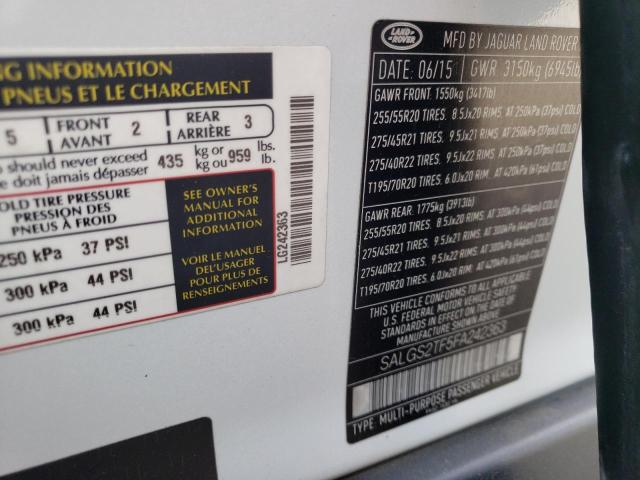 NG INFORMATION
PNEUS ET LE CHARGEMENT
5 FRONT AVANT 2 REAR ARRIÈRE 3
should never exceed
e doit jamais dépasser 435 kg or kg ou 959 lbs. lb.
OLD TIRE PRESSURE
PRESSION DES
PNEUS À FROID
250 kPa 37 PSI
300 kPa 44 PSI
300 kPa 44 PSI
SEE OWNER'S
MANUAL FOR
ADDITIONAL
INFORMATION
VOIR LE MANUEL
DE L'USAGER
POUR PLUS DE
RENSEIGNEMENTS
LG242363
LAND ROVER
MFD BY JAGUAR LAND ROVER
DATE: 06/15 GWR 3150kg (6945lb)
GAWR FRONT: 1550kg (3417lb)
255/55R20 TIRES. 8.5Jx20 RIMS AT 250kPa (37psi) COLD
275/45R21 TIRES. 9.5Jx21 RIMS AT 250kPa (37psi) COLD
275/40R22 TIRES. 9.5Jx22 RIMS AT 250kPa (37psi) COLD
T195/70R20 TIRES. 6.0Jx20 RIM AT 420kPa (61psi) COLD
GAWR REAR: 1775kg (3913lb)
255/55R20 TIRES. 8.5Jx20 RIMS AT 300kPa (44psi) COLD
275/45R21 TIRES. 9.5Jx21 RIMS AT 300kPa (44psi) COLD
275/40R22 TIRES. 9.5Jx22 RIMS AT 300kPa (44psi) COLD
T195/70R20 TIRES. 6.0Jx20 RIM AT 420kPa (61psi) COLD
THIS VEHICLE CONFORMS TO ALL APPLICABLE
FEDERAL MOTOR VEHICLE SAFETY
STANDARDS IN EFFECT ON THE DATE OF
MANUFACTURE SHOWN ABOVE
SALGS2TF5FA242363
TYPE: MULTI-PURPOSE PASSENGER VEHICLE